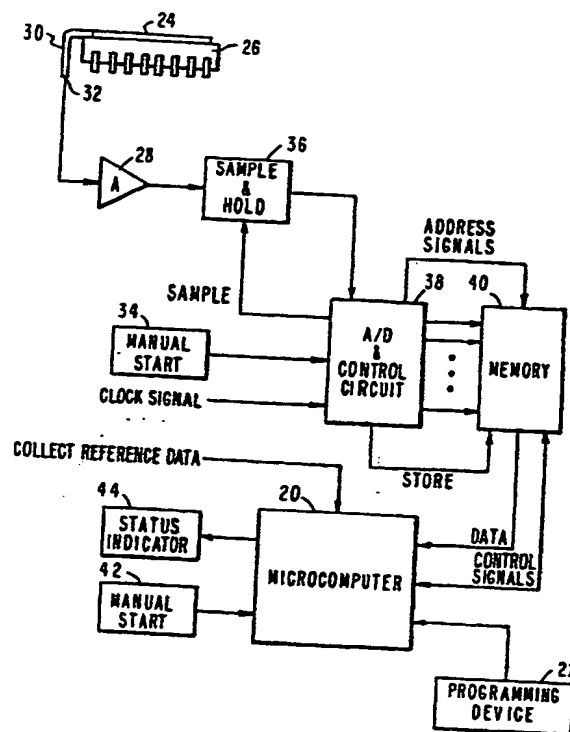 24
30
26
32
28
A
36
SAMPLE
&
HOLD
ADDRESS
SIGNALS
38
40
SAMPLE
34
MANUAL
START
A/D
&
CONTROL
CIRCUIT
MEMORY
CLOCK SIGNAL
COLLECT REFERENCE DATA
STORE
44
STATUS
INDICATOR
20
MICROCOMPUTER
DATA
CONTROL
SIGNALS
42
MANUAL
START
PROGRAMMING
DEVICE